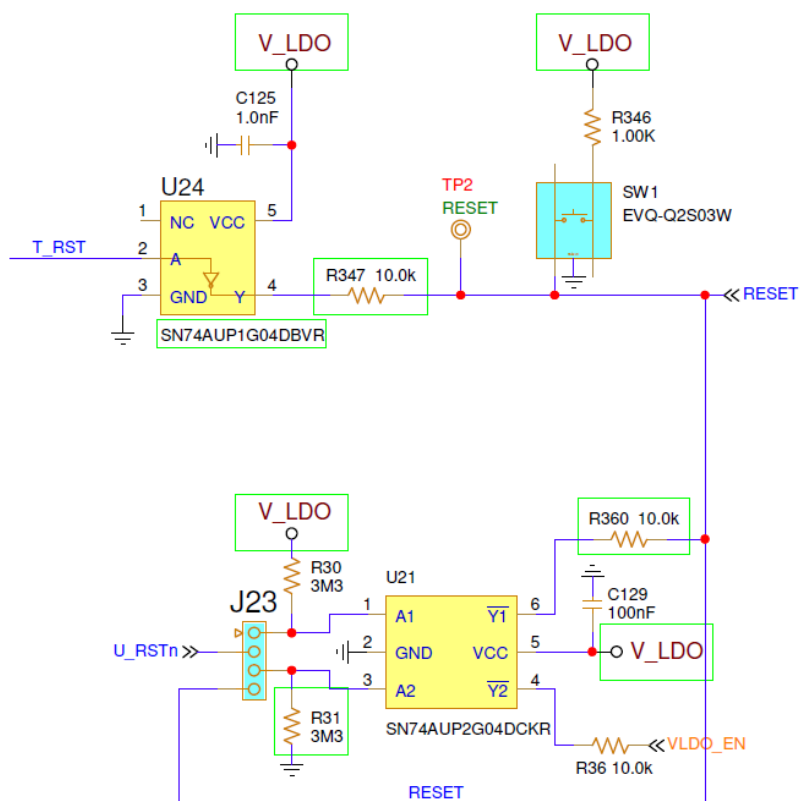 V_LDO
V_LDO
C125
1.0nF
R346
1.00K
U24
TP2
RESET
SW1
EVQ-Q2S03W
1
NC
VCC
5
T_RST
2
A
3
GND
Y
4
R347 10.0k
RESET
SN74AUP1G04DBVR
V_LDO
R360 10.0k
R30
3M3
U21
J23
C129
100nF
1
A1
Y1
6
U_RSTn
2
GND
VCC
5
V_LDO
3
A2
Y2
4
R31
3M3
SN74AUP2G04DCKR
VLDO_EN
R36 10.0k
RESET